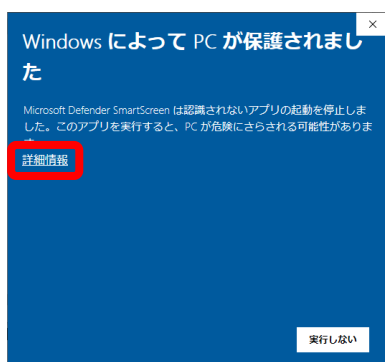 Windows によって PC が保護されまし
た
Microsoft Defender SmartScreen は認識されないアプリの起動を停止しま
した。このアプリを実行すると、PC が危険にさらされる可能性がありま
す。
詳細情報
実行しない